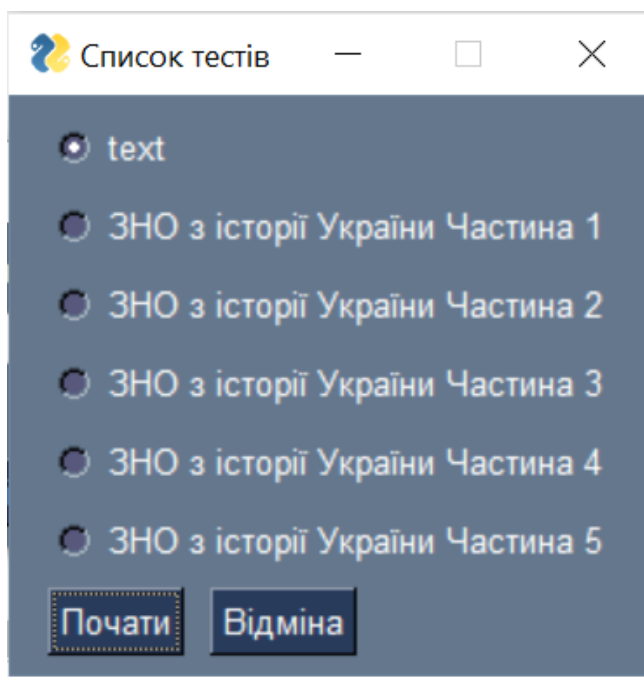 Список тестів
text
ЗНО з історії України Частина 1
ЗНО з історії України Частина 2
ЗНО з історії України Частина 3
ЗНО з історії України Частина 4
ЗНО з історії України Частина 5
Почати Відміна